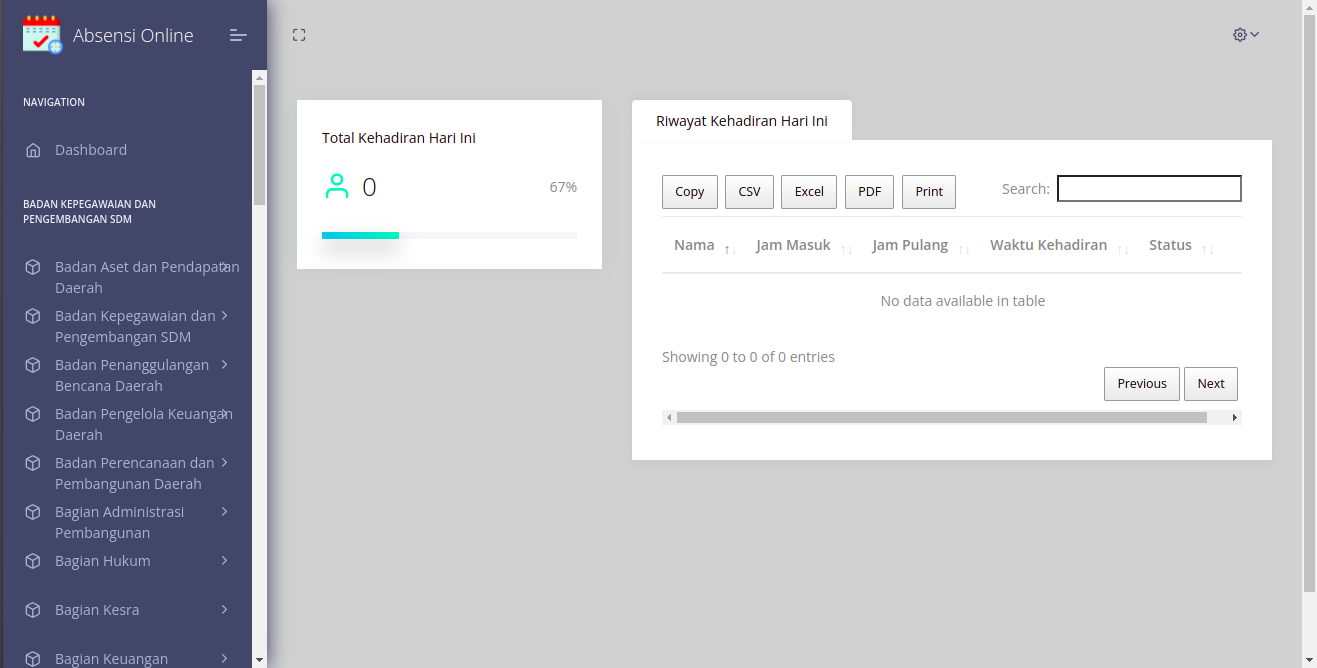 Absensi Online
NAVIGATION
Dashboard
BADAN KEPEGAWAIAN DAN
PENGEMBANGAN SDM
Badan Aset dan Pendapatan
Daerah
Badan Kepegawaian dan
Pengembangan SDM
Badan Penanggulangan
Bencana Daerah
Badan Pengelola Keuangan
Daerah
Badan Perencanaan dan
Pembangunan Daerah
Bagian Administrasi
Pembangunan
Bagian Hukum
Bagian Kesra
Bagian Keuangan
Total Kehadiran Hari Ini
0 67%
Riwayat Kehadiran Hari Ini
Copy CSV Excel PDF Print Search:
Nama Jam Masuk Jam Pulang Waktu Kehadiran Status
No data available in table
Showing 0 to 0 of 0 entries
Previous Next